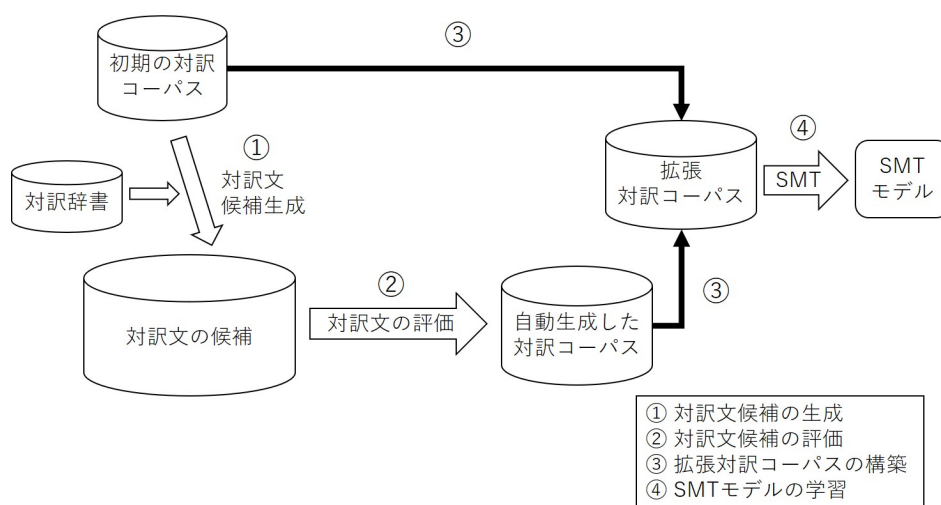 ③
初期の対訳
コーパス
①
対訳文
候補生成
対訳辞書
④
拡張
対訳コーパス
SMT
SMT
モデル
対訳文の候補
②
対訳文の評価
自動生成した
対訳コーパス
③
① 対訳文候補の生成
② 対訳文候補の評価
③ 拡張対訳コーパスの構築
④ SMTモデルの学習